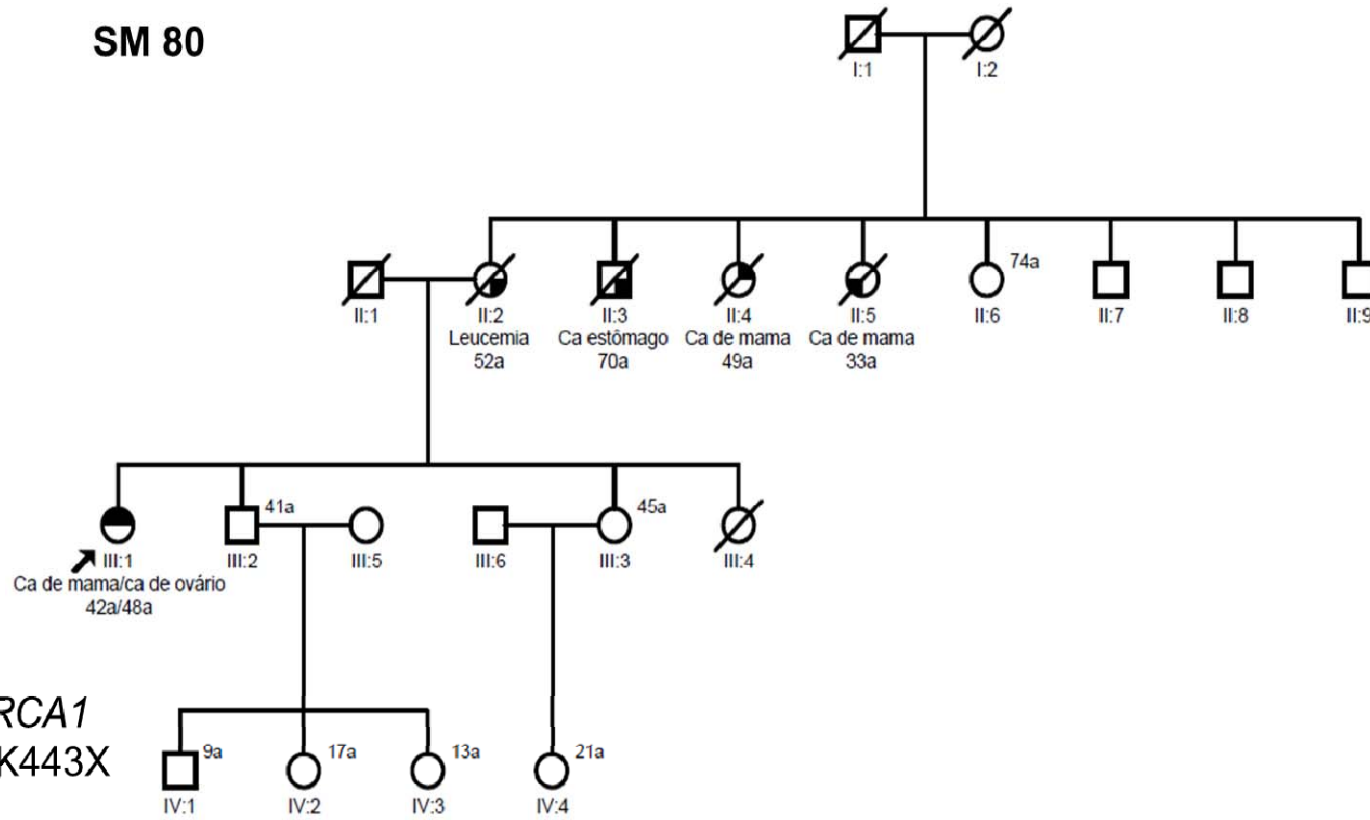 SM 80
I:1
I:2
74a
II:1
II:2
II:3
II:4
II:5
II:6
II:7
II:8
II:9
Leucemia
Ca estômago
Ca de mama
Ca de mama
52a
70a
49a
33a
41a
45a
III:1
III:2
III:5
III:6
III:3
III:4
Ca de mama/ca de ovário
42a/48a
RCA1
K443X
9a
17a
13a
21a
IV:1
IV:2
IV:3
IV:4